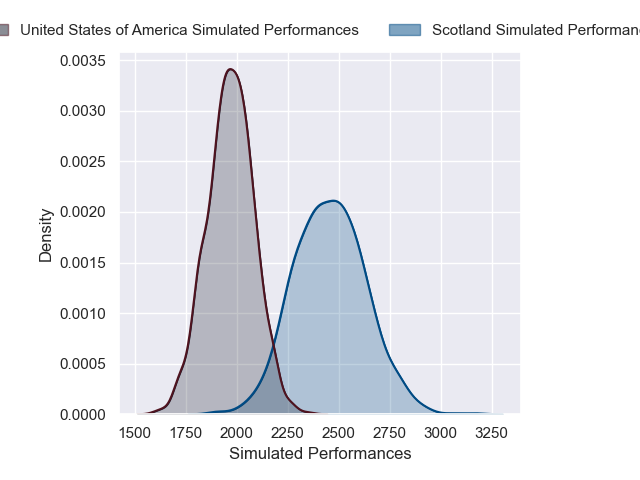 United States of America Simulated Performances Scotland Simulated
0.0035
0.0030
0.0025
0.0020
0.0015
0.0010
0.0005
0.0000
Density
1500 1750 2000 2250 2500 2750 3000 3250
Simulated Performances